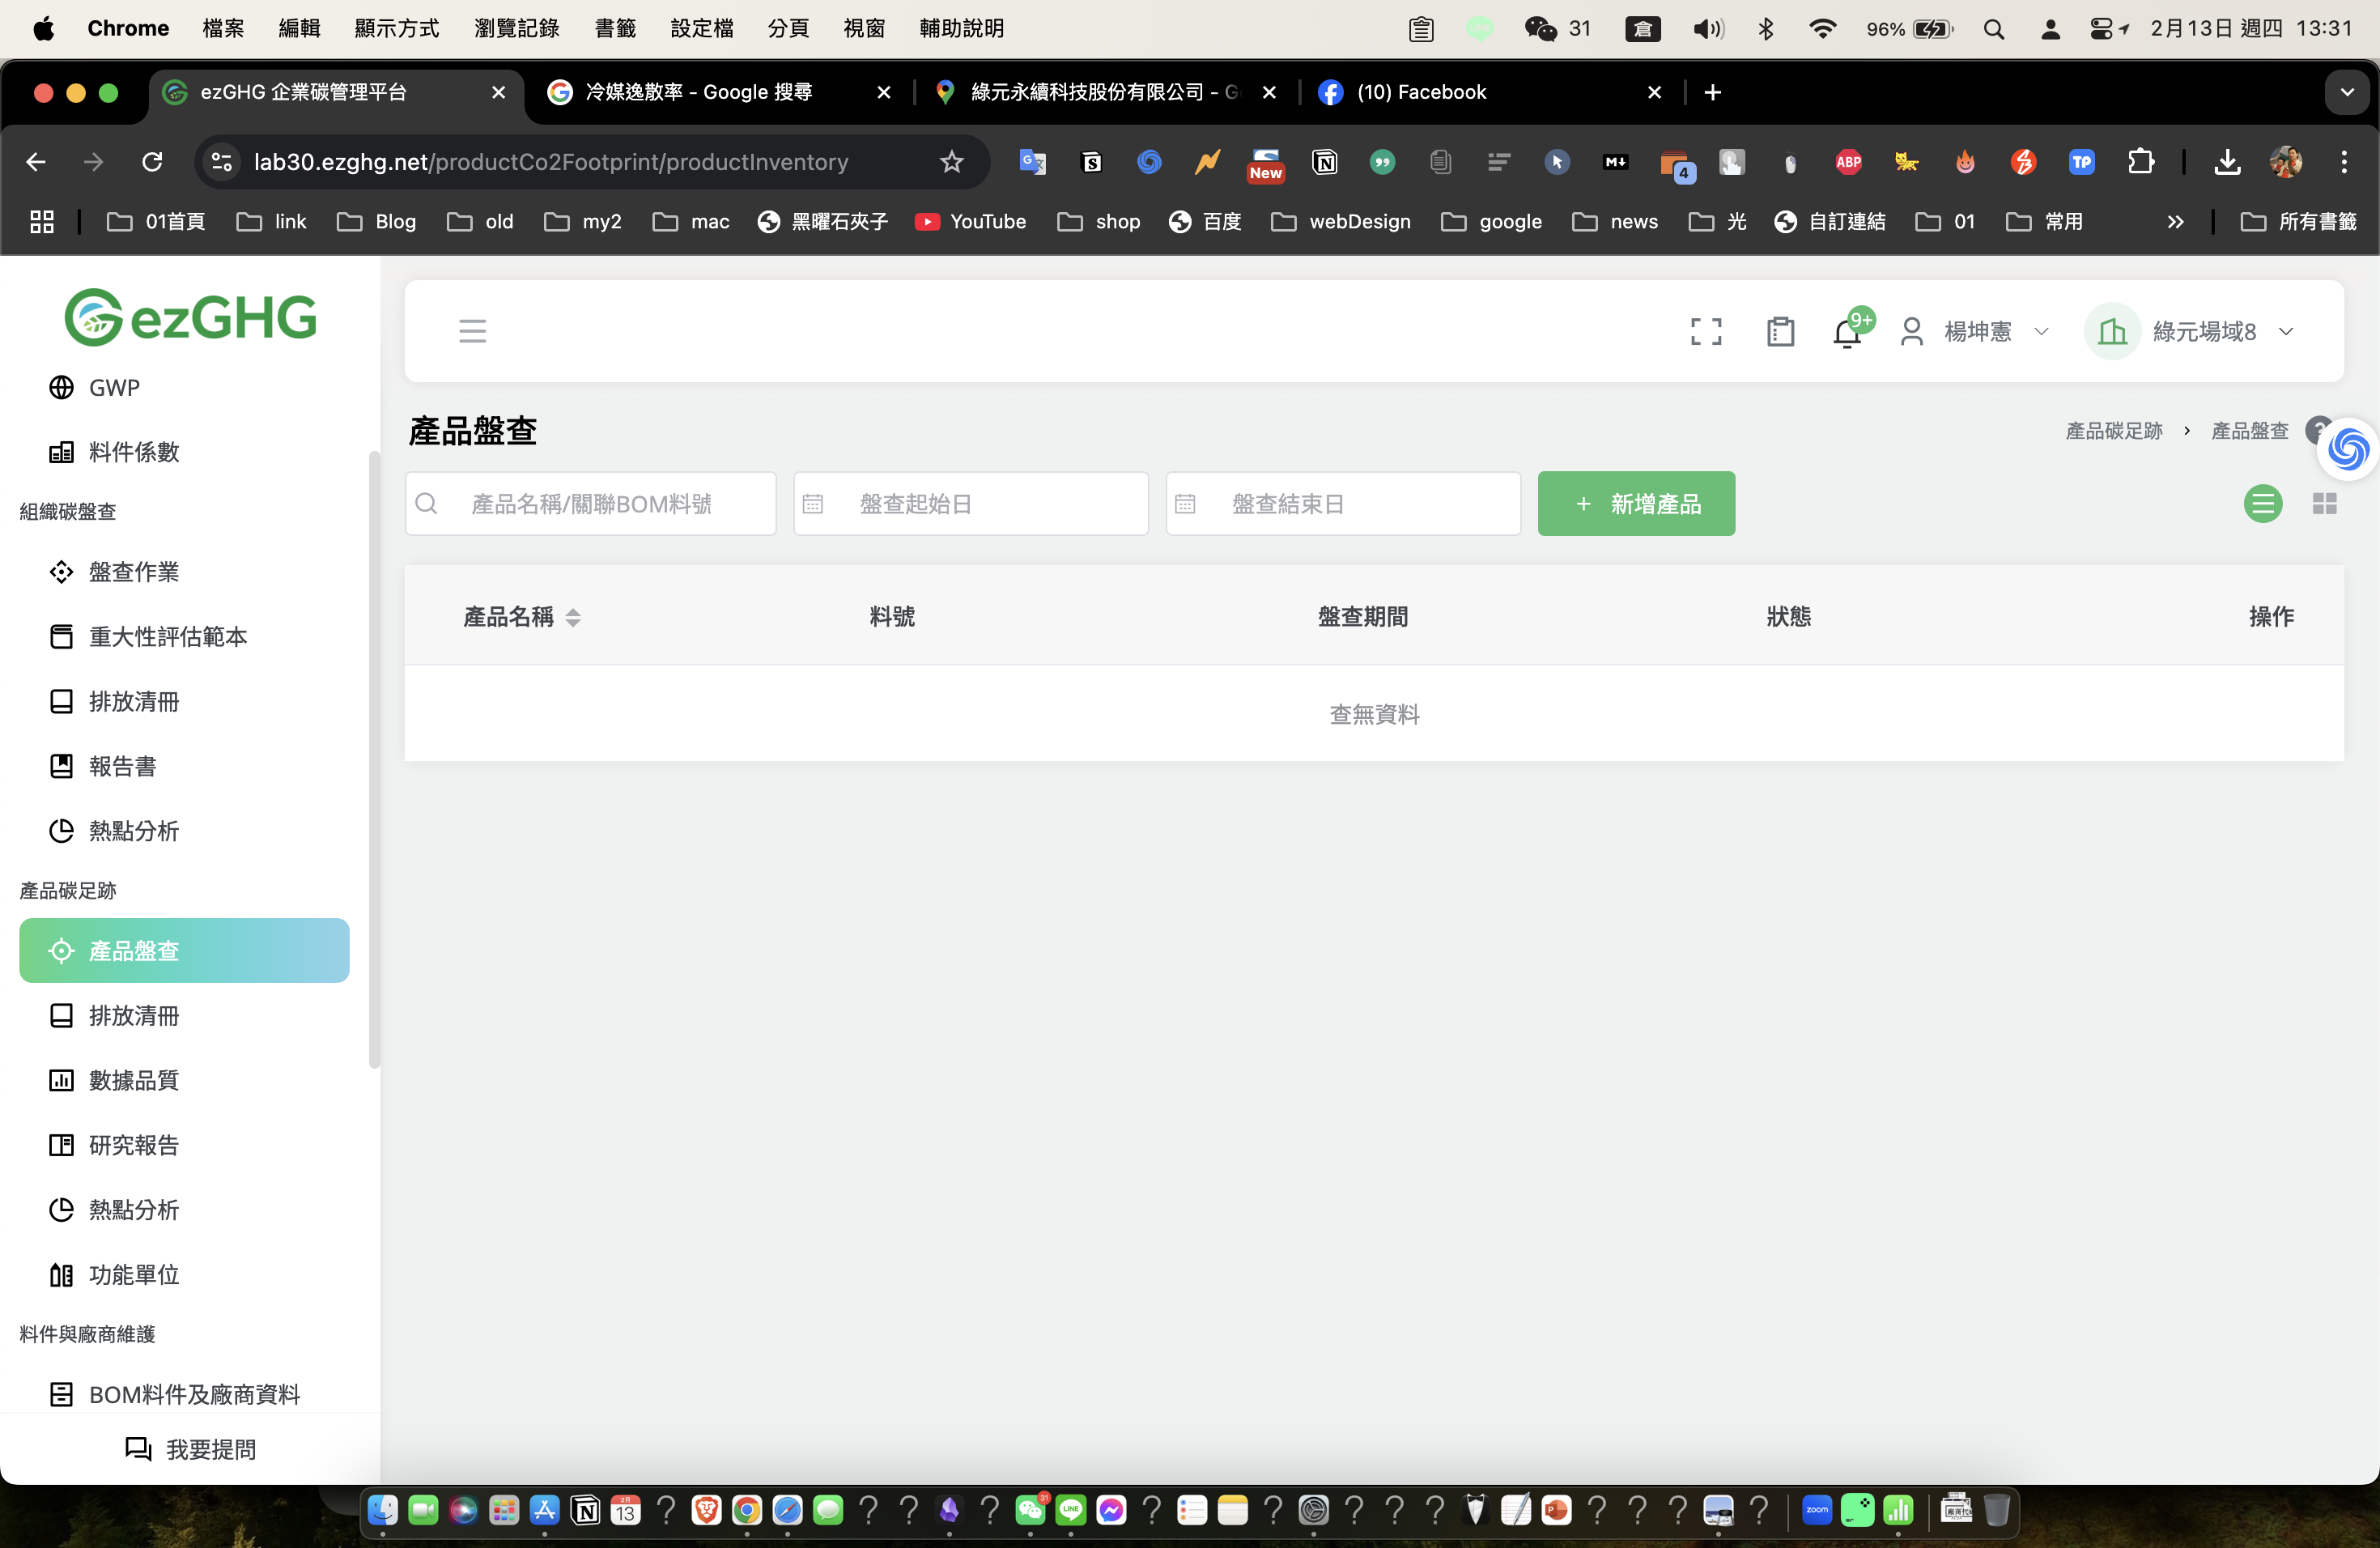 Chrome 檔案 編輯 顯示方式 瀏覽記錄 書籤 設定檔 分頁 視窗 輔助說明 31 倉 96% 2月13日 週四 13:31
ezGHG 企業碳管理平台 冷媒逸散率 - Google 搜尋 綠元永續科技股份有限公司 - G (10) Facebook
lab30.ezghg.net/productCo2Footprint/productInventory New 4 ABP TP
01首頁 link Blog old my2 mac 黑曜石夾子 YouTube shop 百度 webDesign google news 光 自訂連結 01 常用 所有書籤
ezGHG
9+ 楊坤憲 綠元場域8
GWP
料件係數
組織碳盤查
盤查作業
重大性評估範本
排放清冊
報告書
熱點分析
產品碳足跡
產品盤查
排放清冊
數據品質
研究報告
熱點分析
功能單位
料件與廠商維護
BOM料件及廠商資料
我要提問
產品盤查
產品碳足跡 > 產品盤查
產品名稱/關聯BOM料號 盤查起始日 盤查結束日 + 新增產品
產品名稱 料號 盤查期間 狀態 操作
查無資料
2月 13 31 LINE zoom